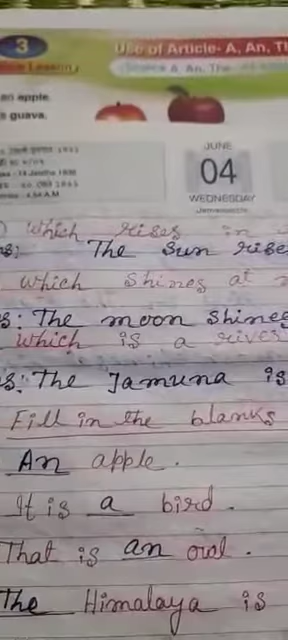 3
Use of Article- A, An, Th
Lesson
an apple
s guava.
JUNE
04
WEDNESDAY
Which rises in
s: The Sun rise
which shines at
s: The moon shines
which is a river
s: The Jamuna is
Fill in the blanks
An apple.
It is a bird.
That is an owl.
The Himalaya is